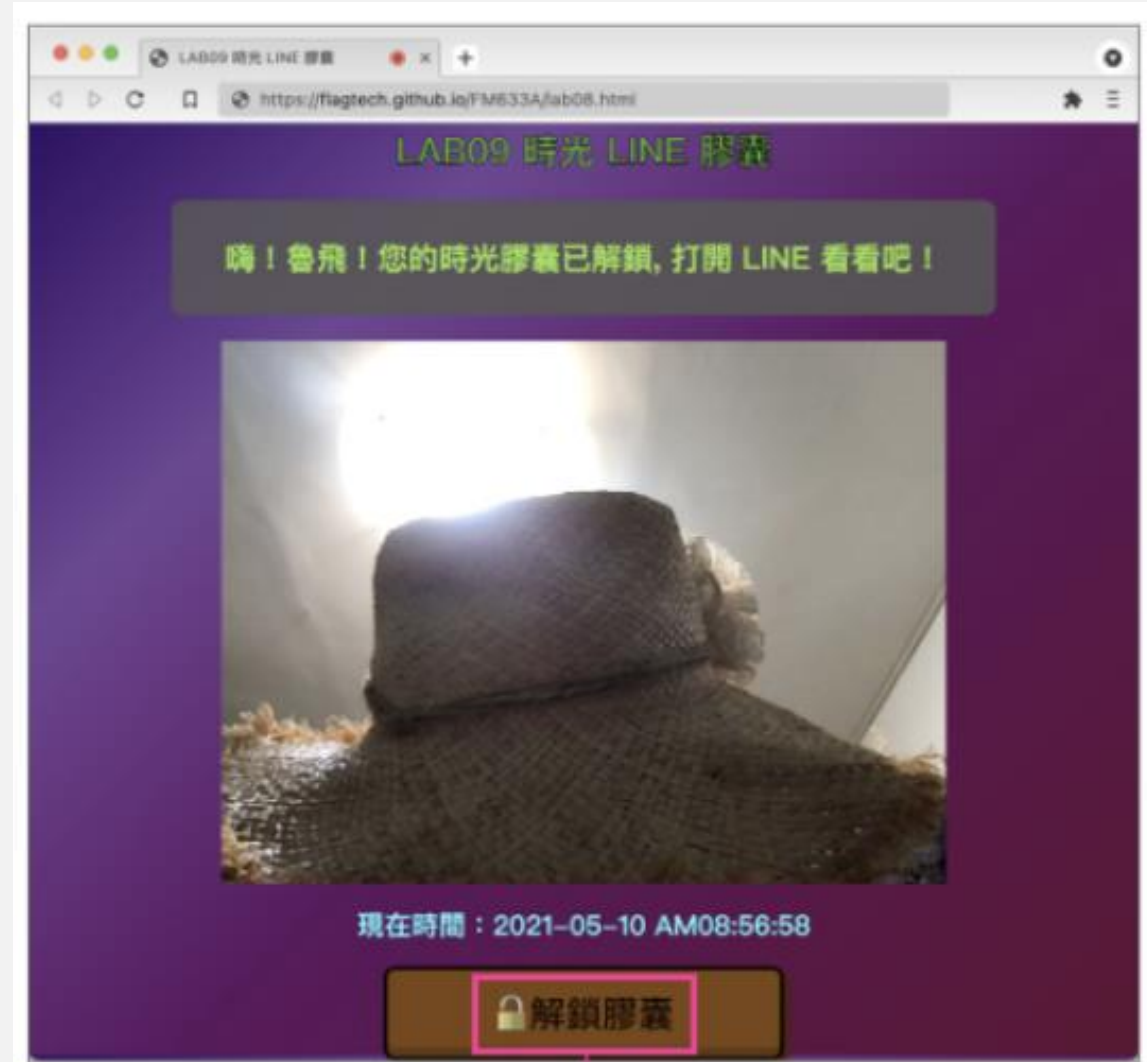 LAB09 時光 LINE 膠囊
https://flagtech.github.io/FM633A/lab08.html
LAB09 時光 LINE 膠囊
嗨！魯飛！您的時光膠囊已解鎖, 打開 LINE 看看吧！
現在時間：2021-05-10 AM08:56:58
解鎖膠囊